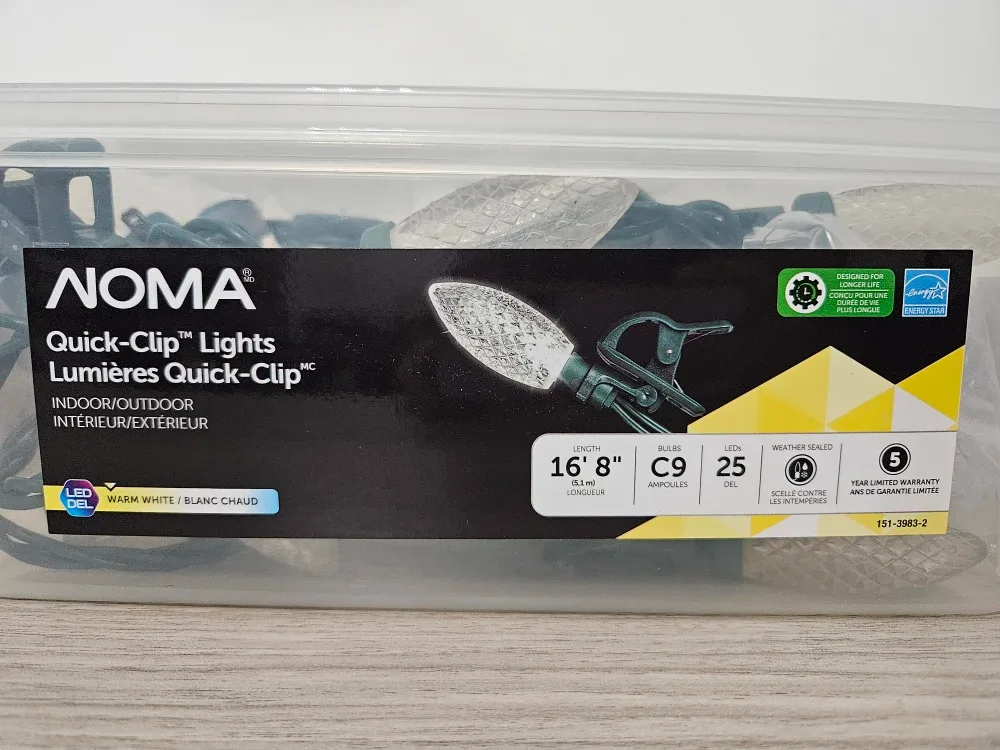 NOMA®
MD
Quick-Clip™ Lights
Lumières Quick-Clip MC
INDOOR/OUTDOOR
INTÉRIEUR/EXTÉRIEUR
LED
DEL
WARM WHITE / BLANC CHAUD
DESIGNED FOR
LONGER LIFE
CONÇU POUR UNE
DURÉE DE VIE
PLUS LONGUE
energy
ENERGY STAR
LENGTH
16' 8"
(5,1 m)
LONGUEUR
BULBS
C9
AMPOULES
LEDs
25
DEL
WEATHER SEALED
SCELLÉ CONTRE
LES INTEMPÉRIES
5
YEAR LIMITED WARRANTY
ANS DE GARANTIE LIMITÉE
151-3983-2